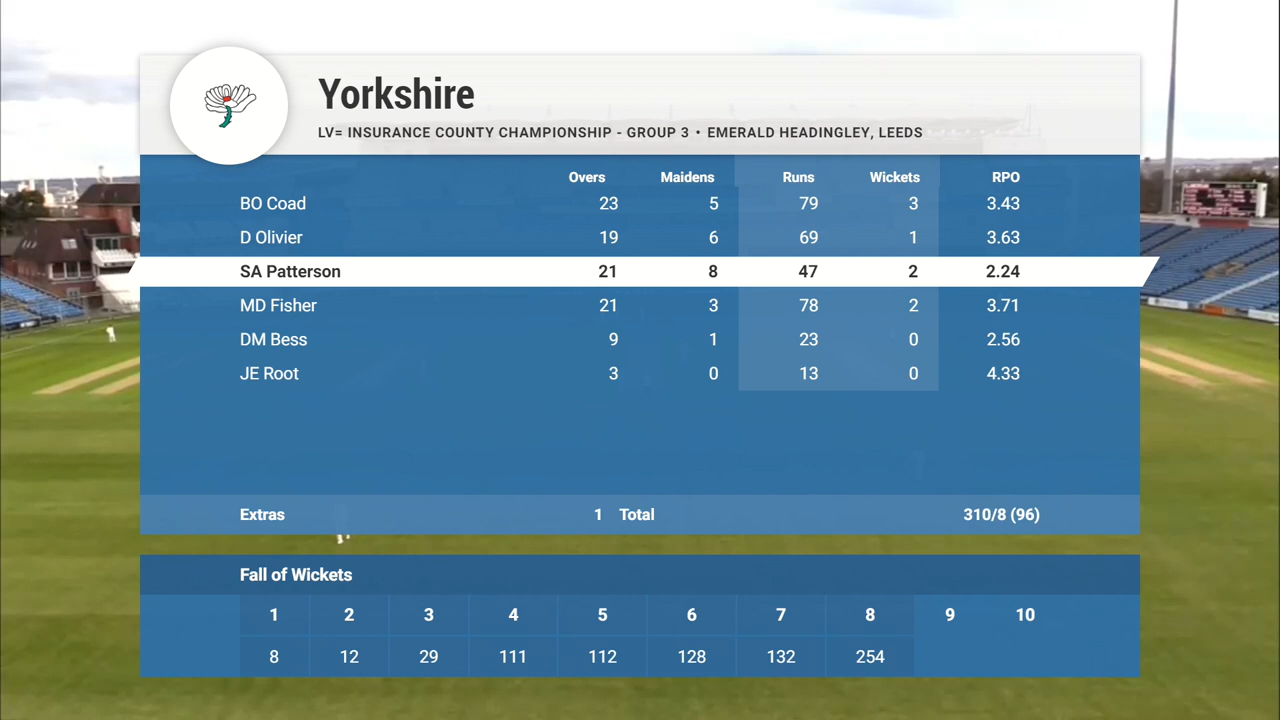 Yorkshire
LV= INSURANCE COUNTY CHAMPIONSHIP - GROUP 3 • EMERALD HEADINGLEY, LEEDS
Overs Maidens Runs Wickets RPO
BO Coad 23 5 79 3 3.43
D Olivier 19 6 69 1 3.63
SA Patterson 21 8 47 2 2.24
MD Fisher 21 3 78 2 3.71
DM Bess 9 1 23 0 2.56
JE Root 3 0 13 0 4.33
Extras 1 Total 310/8 (96)
Fall of Wickets
1 2 3 4 5 6 7 8 9 10
8 12 29 111 112 128 132 254